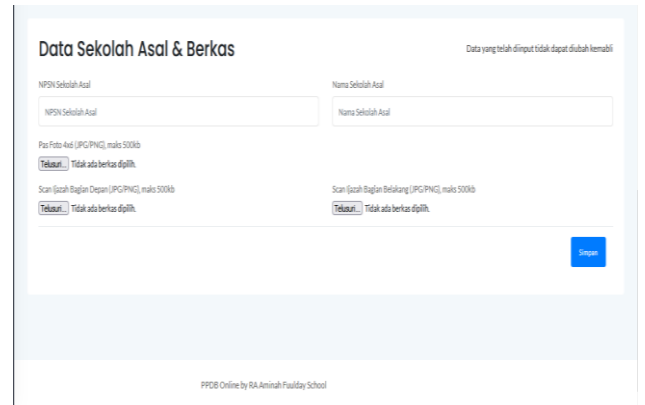 Data Sekolah Asal & Berkas
Data yang telah diinput tidak dapat diubah kemabli
NPSN Sekolah Asal
Nama Sekolah Asal
NPSN Sekolah Asal
Nama Sekolah Asal
Pas Foto 4x6 (JPG/PNG), maks 500kb
Telusuri... Tidak ada berkas dipilih.
Scan Ijazah Bagian Depan (JPG/PNG), maks 500kb
Scan Ijazah Bagian Belakang (JPG/PNG), maks 500kb
Telusuri... Tidak ada berkas dipilih.
Telusuri... Tidak ada berkas dipilih.
Simpan
PPDB Online by RA Aminah Fuulday School